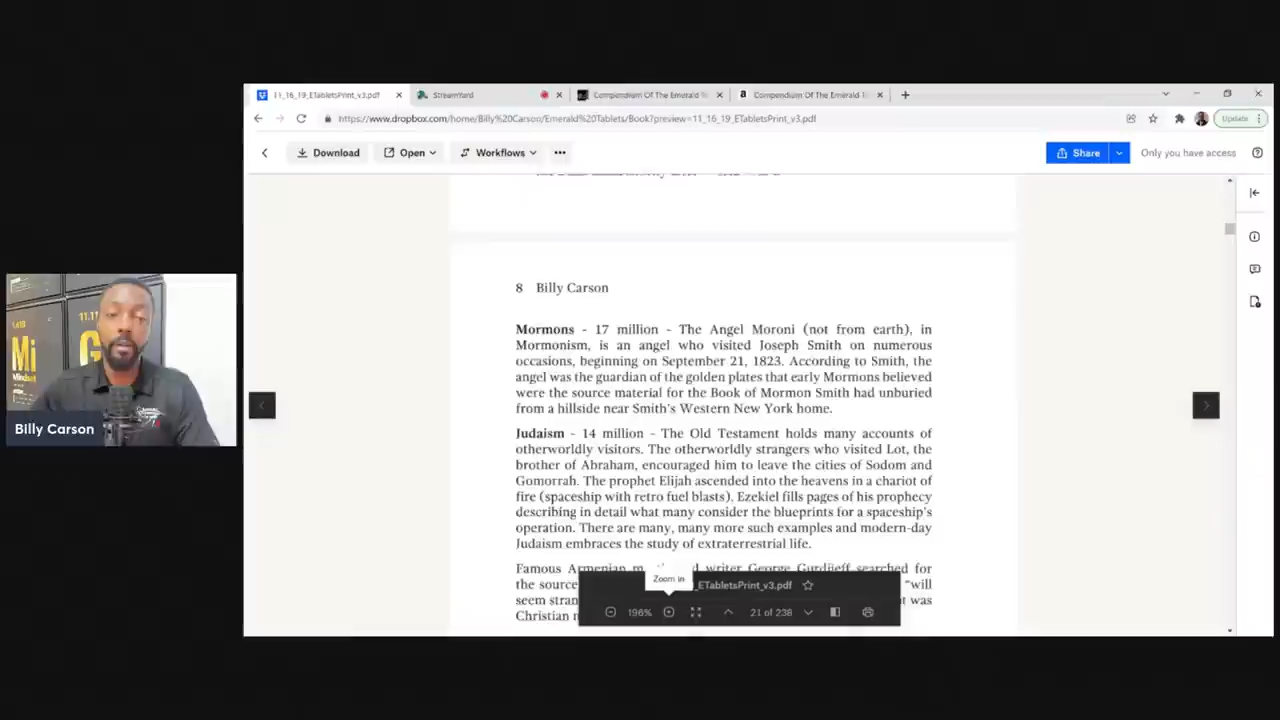 11_16_19_ETabletsPrint_v3.pdf
StreamYard
Compendium Of The Emerald
Compendium Of The Emerald
https://www.dropbox.com/home/Billy%20Carson/Emerald%20Tablets/Book?preview=11_16_19_ETabletsPrint_v3.pdf
Update
Download
Open
Workflows
Share
Only you have access
8 Billy Carson
Mormons - 17 million - The Angel Moroni (not from earth), in
Mormonism, is an angel who visited Joseph Smith on numerous
occasions, beginning on September 21, 1823. According to Smith, the
angel was the guardian of the golden plates that early Mormons believed
were the source material for the Book of Mormon Smith had unburied
from a hillside near Smith's Western New York home.
Judaism - 14 million - The Old Testament holds many accounts of
otherworldly visitors. The otherworldly strangers who visited Lot, the
brother of Abraham, encouraged him to leave the cities of Sodom and
Gomorrah. The prophet Elijah ascended into the heavens in a chariot of
fire (spaceship with retro fuel blasts). Ezekiel fills pages of his prophecy
describing in detail what many consider the blueprints for a spaceship's
operation. There are many, many more such examples and modern-day
Judaism embraces the study of extraterrestrial life.
Famous Armenian writer George Gurdjieff searched for
the source "will
seem was
Christian
Zoom in
_ETabletsPrint_v3.pdf
196%
21 of 238
Mi
Mindset
11.11
G
Billy Carson